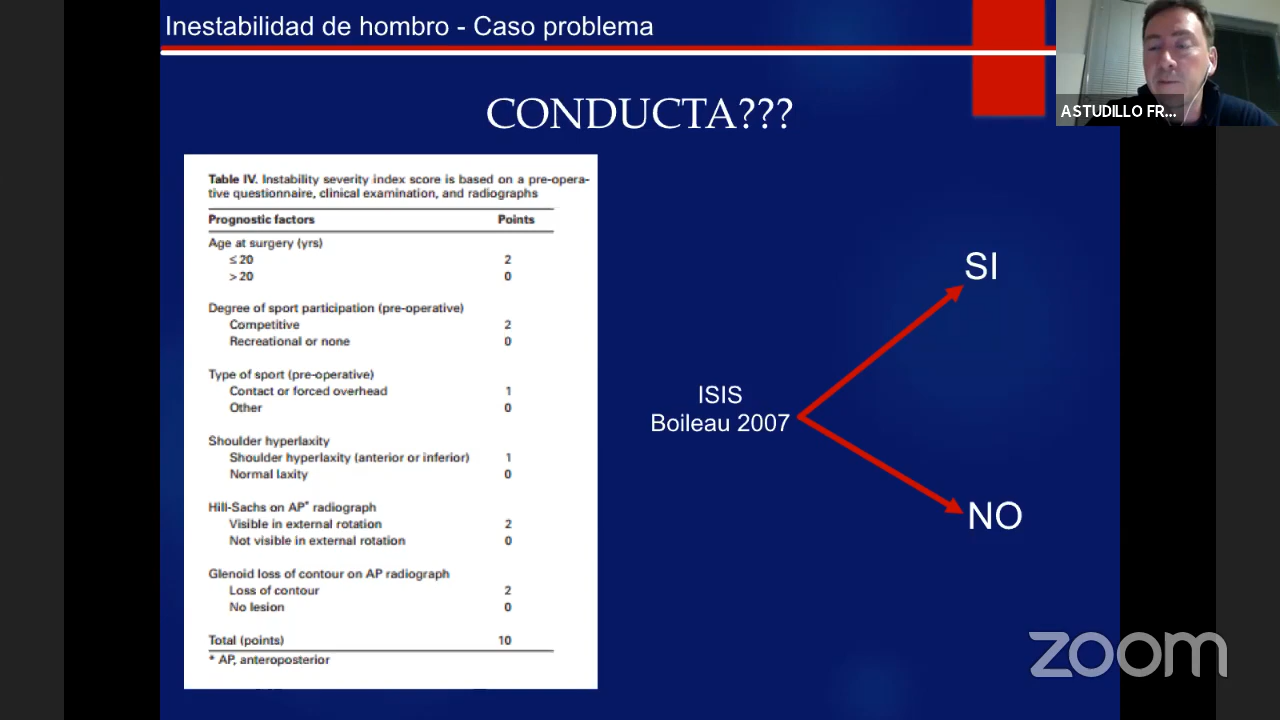 Inestabilidad de hombro - Caso problema
ASTUDILLO FR...
CONDUCTA???
Table IV. Instability severity index score is based on a pre-opera-
tive questionnaire, clinical examination, and radiographs
Prognostic factors Points
Age at surgery (yrs)
≤ 20 2
> 20 0
Degree of sport participation (pre-operative)
Competitive 2
Recreational or none 0
Type of sport (pre-operative)
Contact or forced overhead 1
Other 0
Shoulder hyperlaxity
Shoulder hyperlaxity (anterior or inferior) 1
Normal laxity 0
Hill-Sachs on AP* radiograph
Visible in external rotation 2
Not visible in external rotation 0
Glenoid loss of contour on AP radiograph
Loss of contour 2
No lesion 0
Total (points) 10
* AP, anteroposterior
ISIS
Boileau 2007
SI
NO
zoom